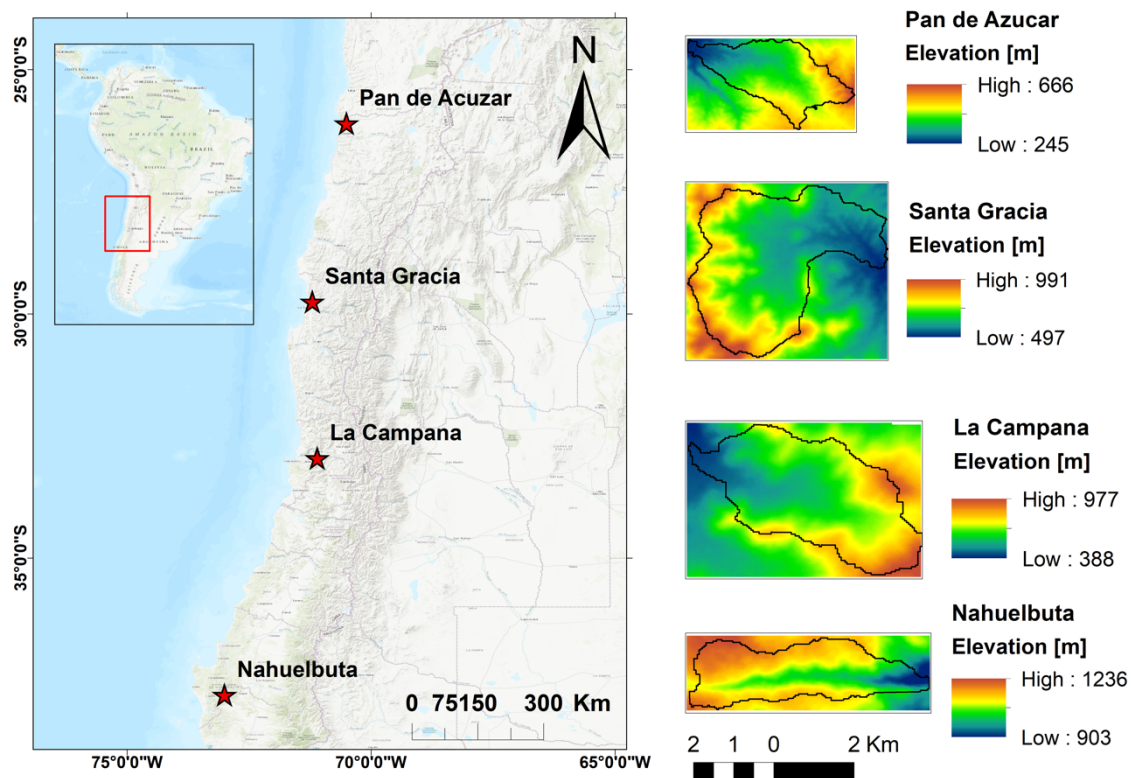 25°0'0"S
30°0'0"S
35°0'0"S
75°0'0"W
70°0'0"W
65°0'0"W
N
Pan de Acuzar
Santa Gracia
La Campana
Nahuelbuta
0 75150 300 Km
AMAZON BASIN
BRAZIL
Pan de Azucar
Elevation [m]
High : 666
Low : 245
Santa Gracia
Elevation [m]
High : 991
Low : 497
La Campana
Elevation [m]
High : 977
Low : 388
Nahuelbuta
Elevation [m]
High : 1236
Low : 903
2 1 0 2 Km